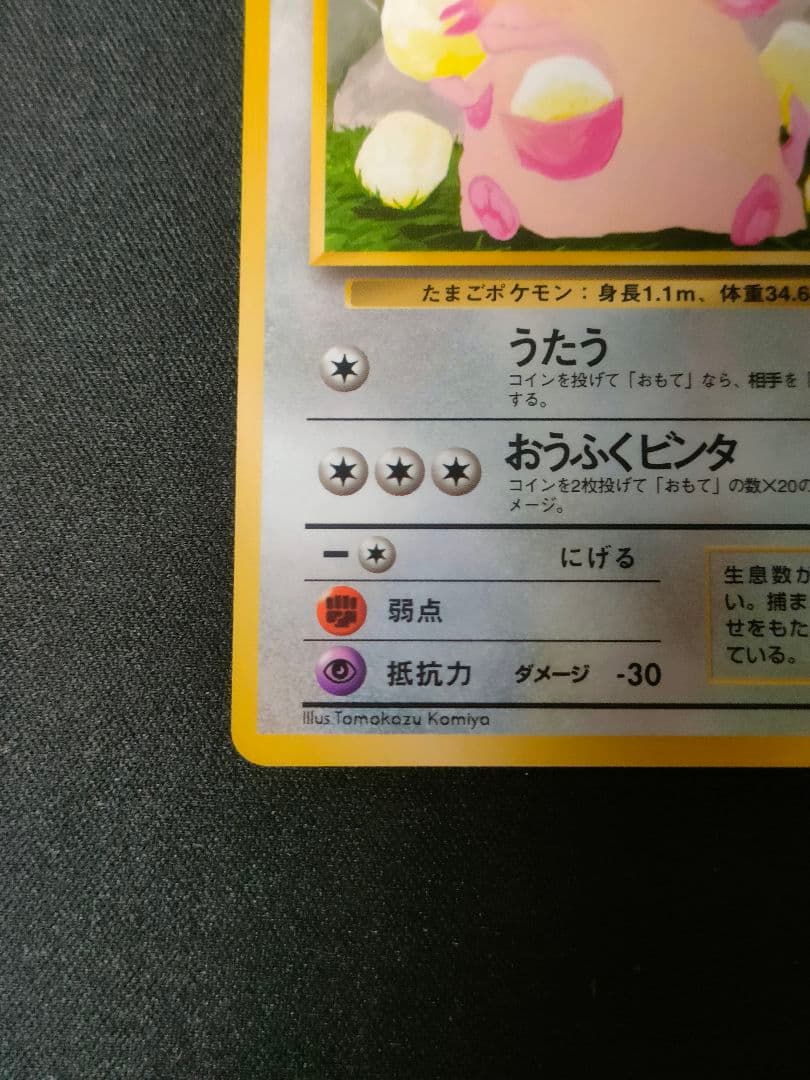 たまごポケモン：身長1.1m、体重34.6
うたう
コインを投げて「おもて」なら、相手を「
する。
おうふくビンタ
コインを2枚投げて「おもて」の数×20の
メージ。
にげる
弱点
抵抗力 ダメージ -30
生息数が
い。捕ま
せをもた
ている。
Illus.Tomokazu Komiya